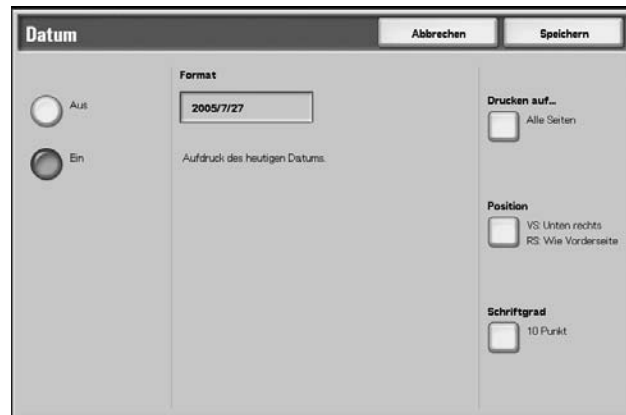 Datum
Abbrechen
Speichern
Aus
Ein
Format
2005/7/27
Aufdruck des heutigen Datums.
Drucken auf...
Alle Seiten
Position
VS: Unten rechts
RS: Wie Vorderseite
Schriftgrad
10 Punkt